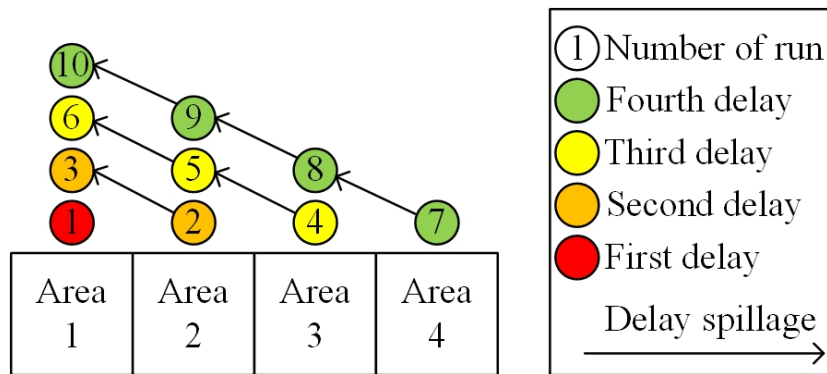 10
6
9
3
5
8
1
2
4
7
Area
1
Area
2
Area
3
Area
4
1 Number of run
Fourth delay
Third delay
Second delay
First delay
Delay spillage